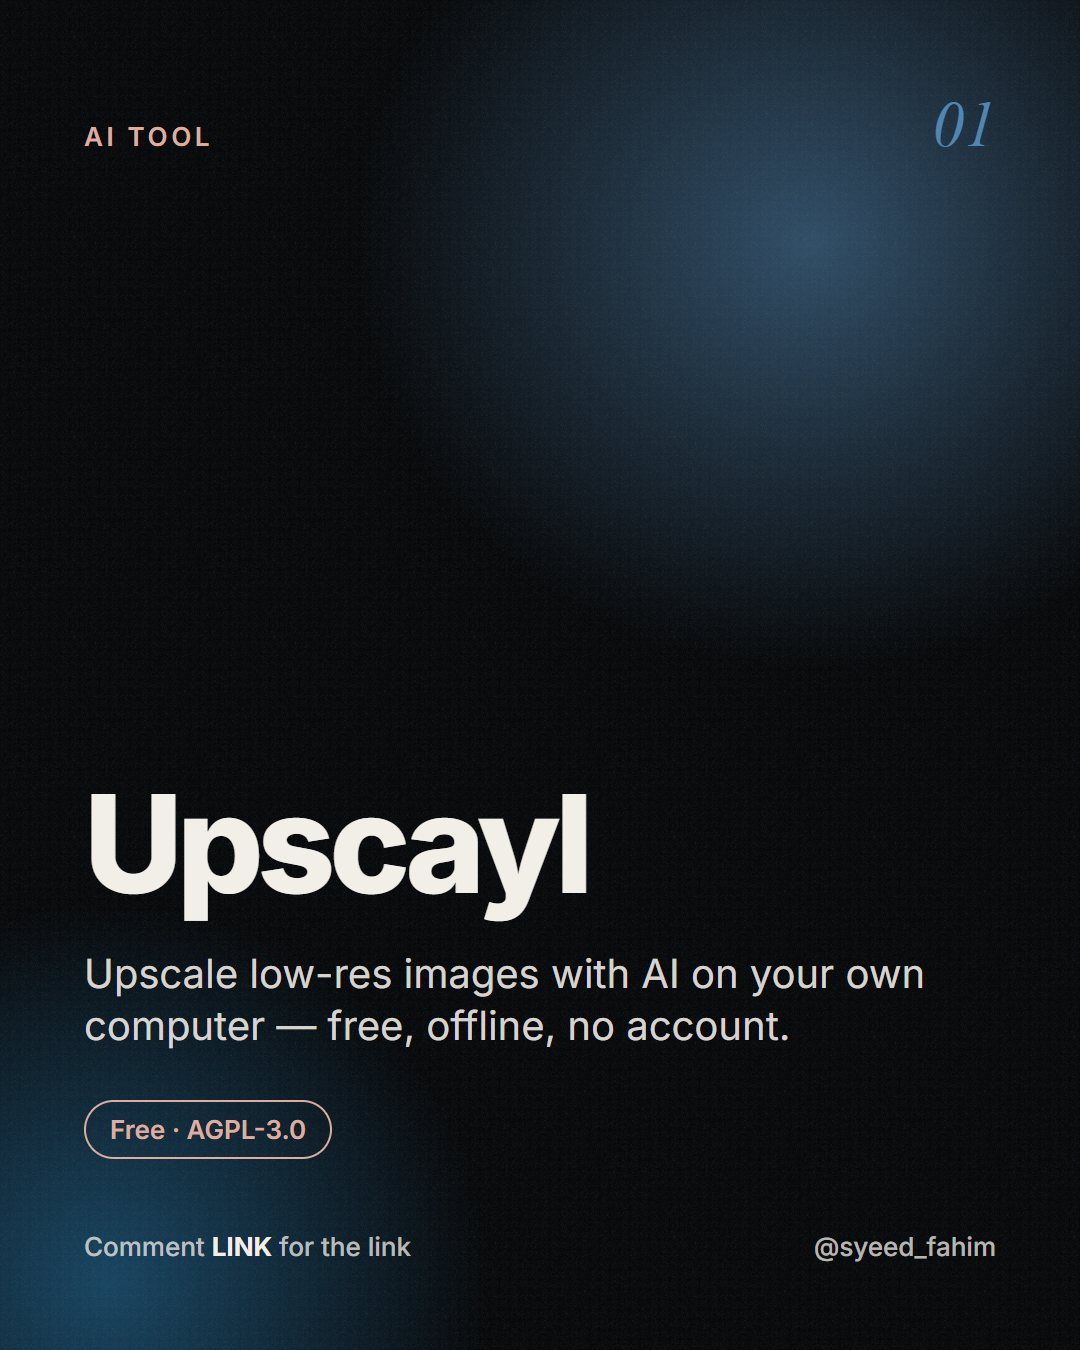 AI TOOL
01
Upscayl
Upscale low-res images with AI on your own
computer — free, offline, no account.
Free · AGPL-3.0
Comment LINK for the link
@syeed_fahim